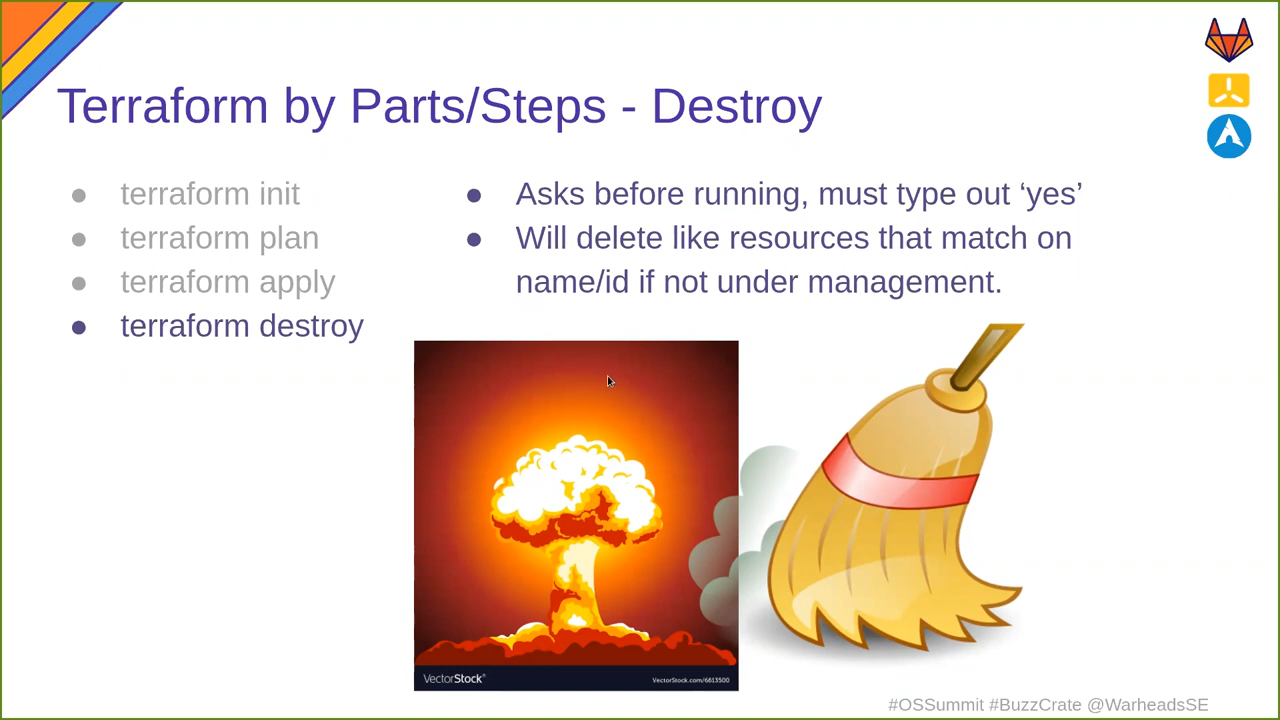 Terraform by Parts/Steps - Destroy
● terraform init
● terraform plan
● terraform apply
● terraform destroy
● Asks before running, must type out ‘yes’
● Will delete like resources that match on
name/id if not under management.
VectorStock®
VectorStock.com/6613500
#OSSummit #BuzzCrate @WarheadsSE